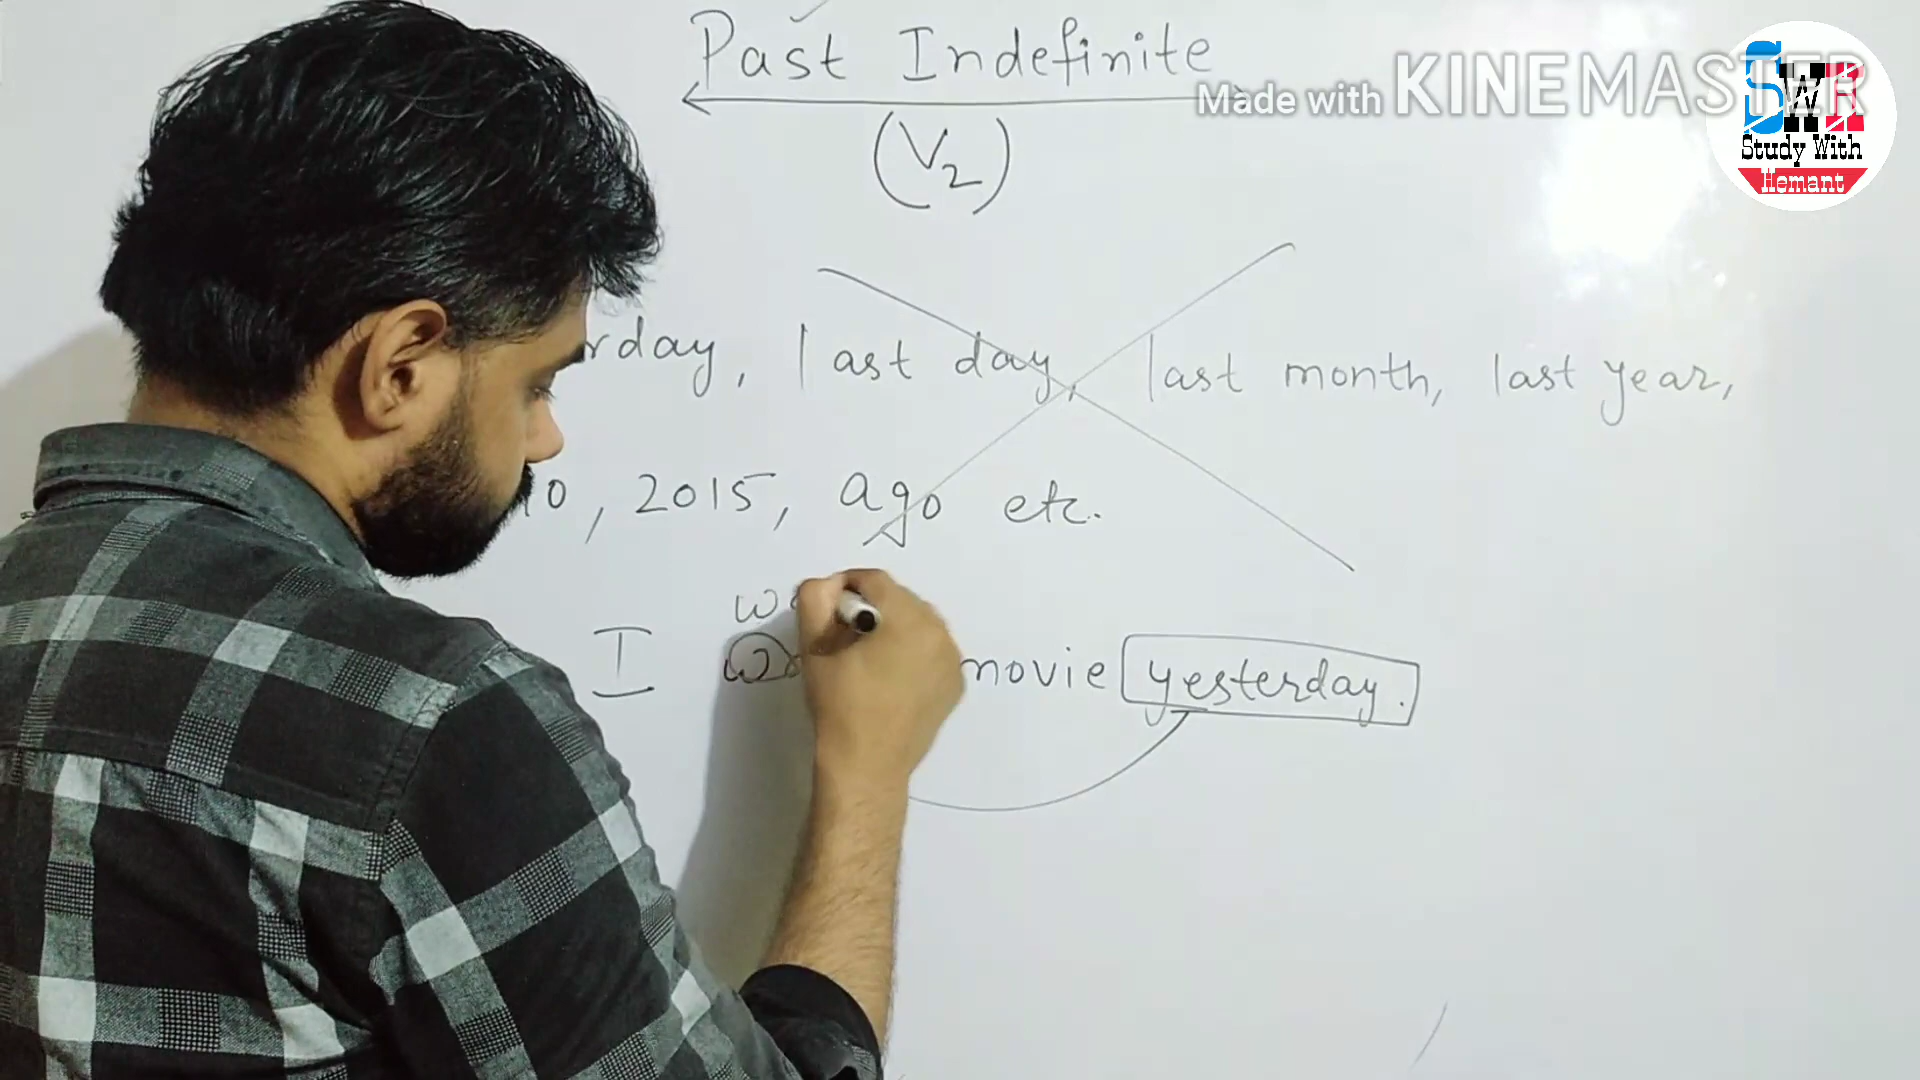 Past Indefinite
Made with KINEMASTER
SWH
Study With
Hemant
(V2)
rday, last day, last month, last year,
10, 2015, ago etc.
I movie yesterday.